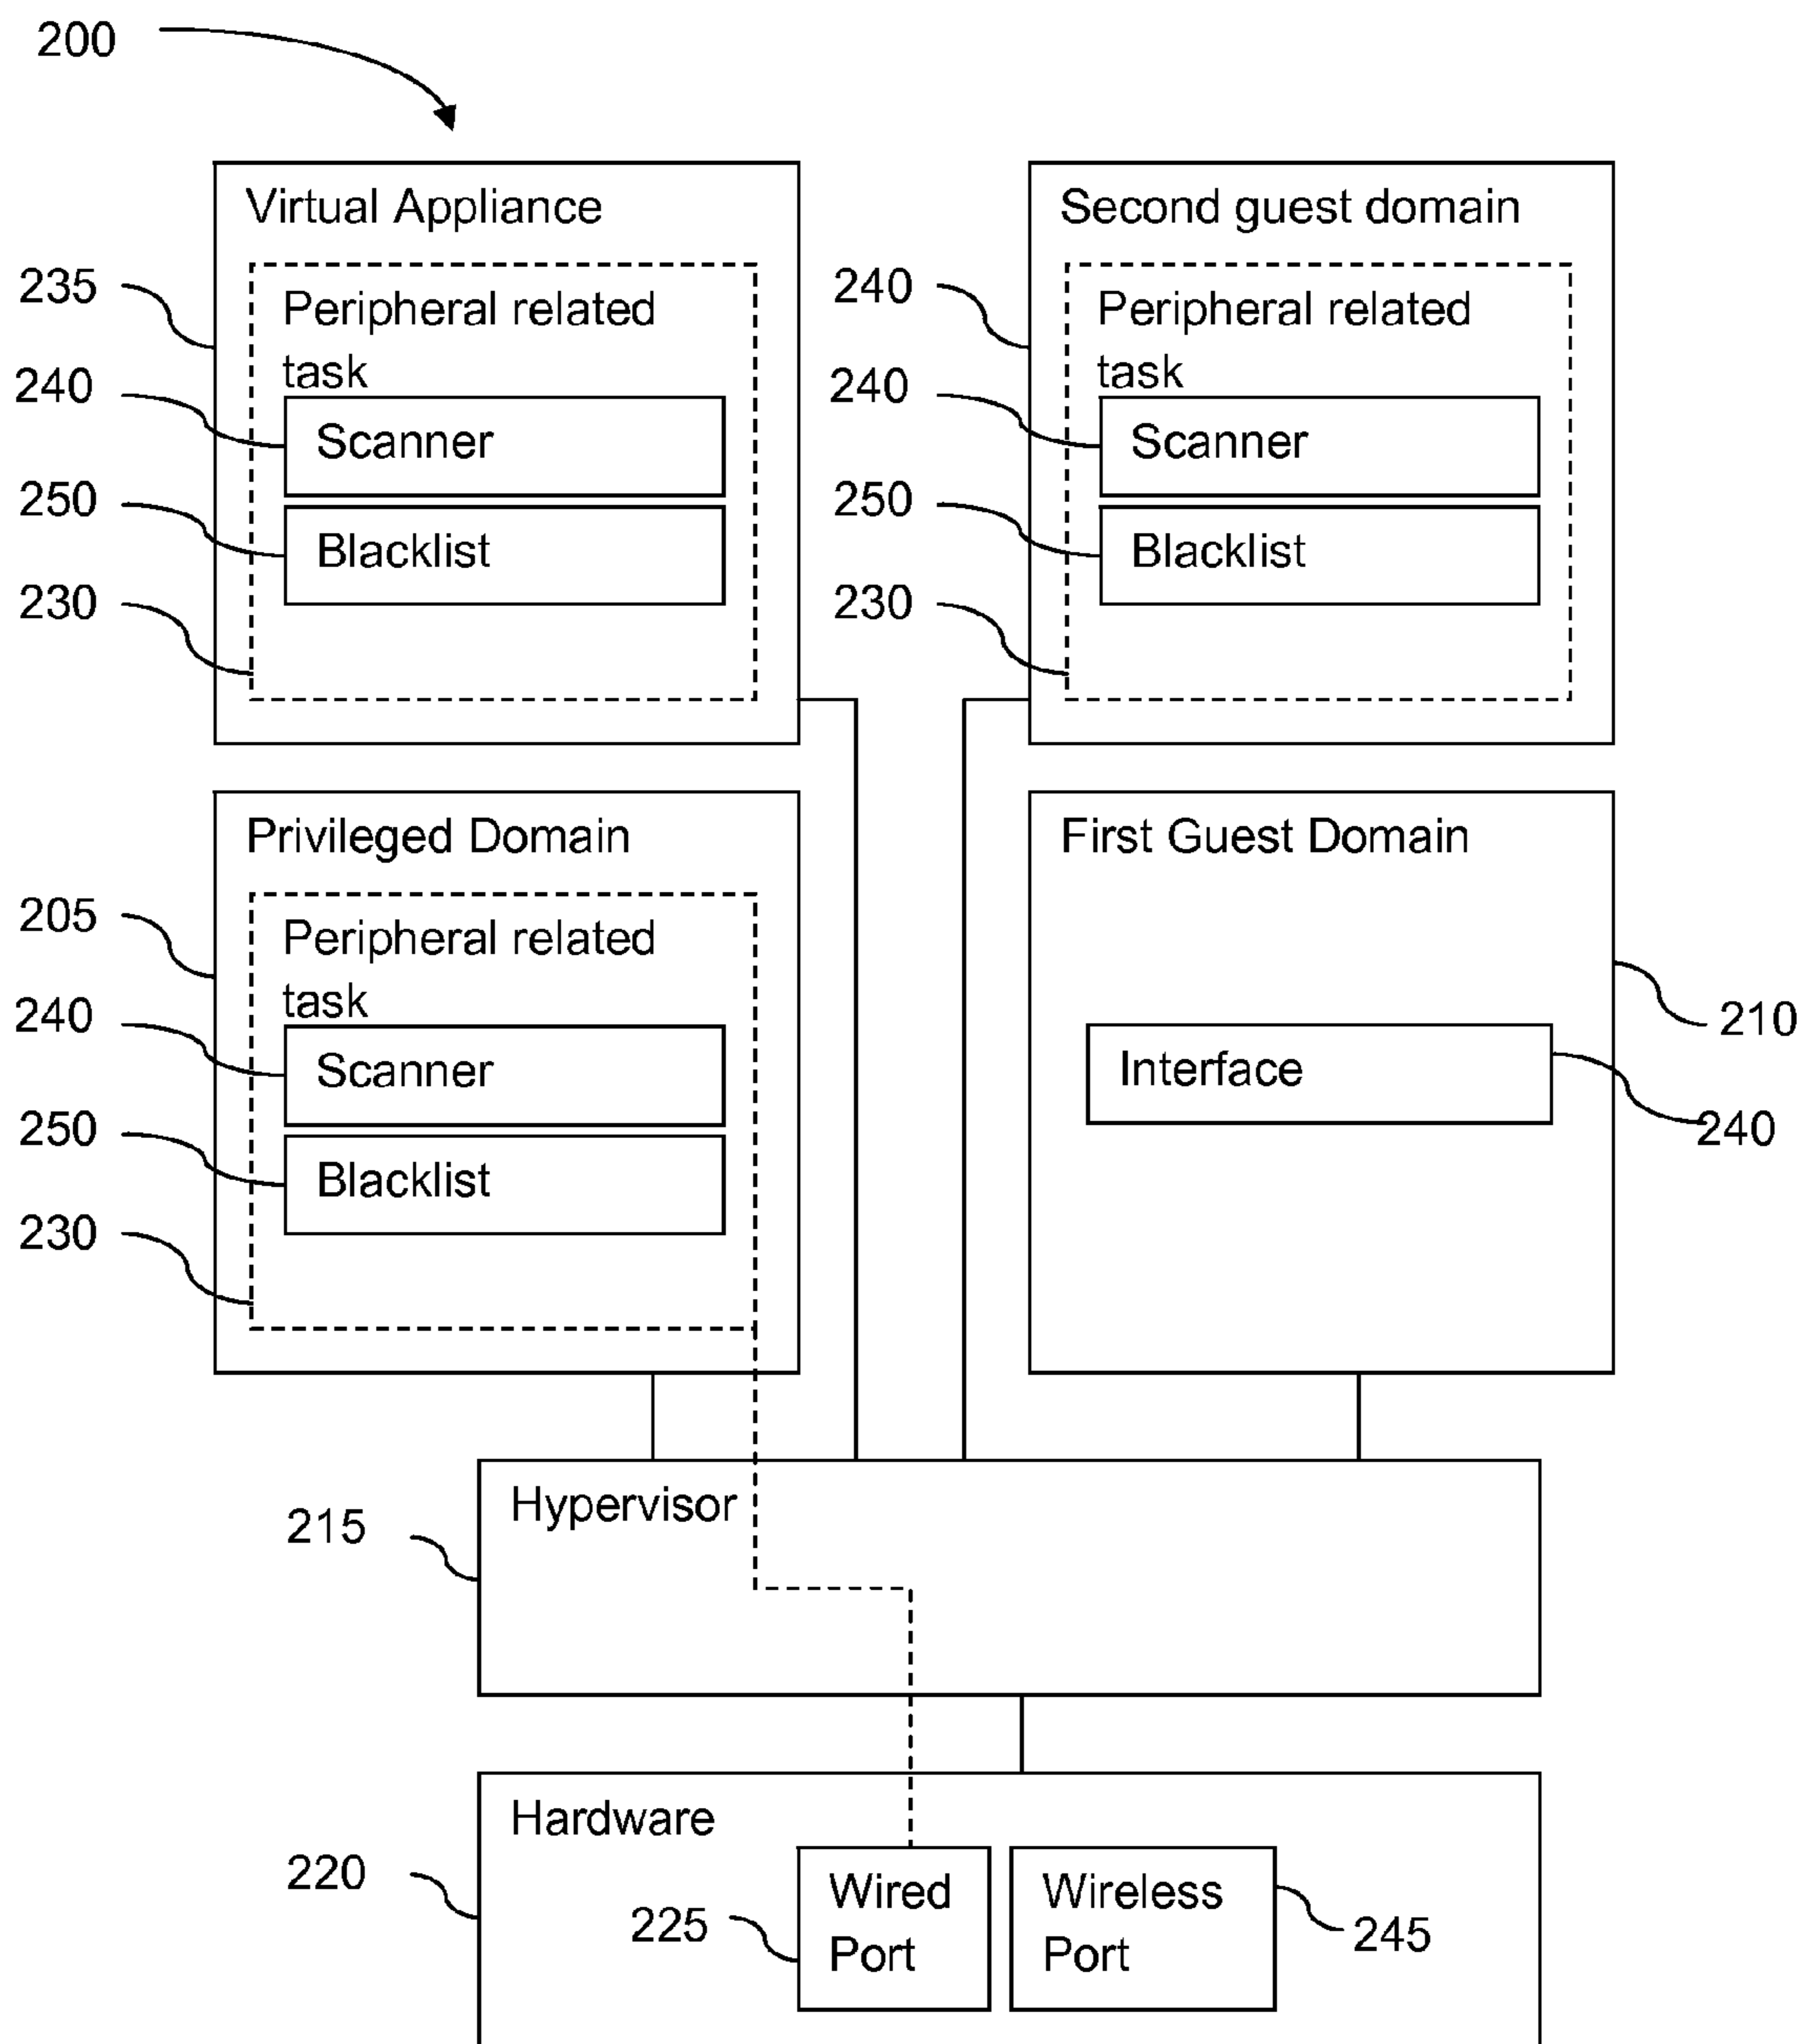 200
Virtual Appliance
235
Peripheral related
task
240
Scanner
250
Blacklist
230
Second guest domain
240
Peripheral related
task
240
Scanner
250
Blacklist
230
Privileged Domain
205
Peripheral related
task
240
Scanner
250
Blacklist
230
First Guest Domain
210
Interface
240
Hypervisor
215
Hardware
220
225
Wired
Port
Wireless
Port
245